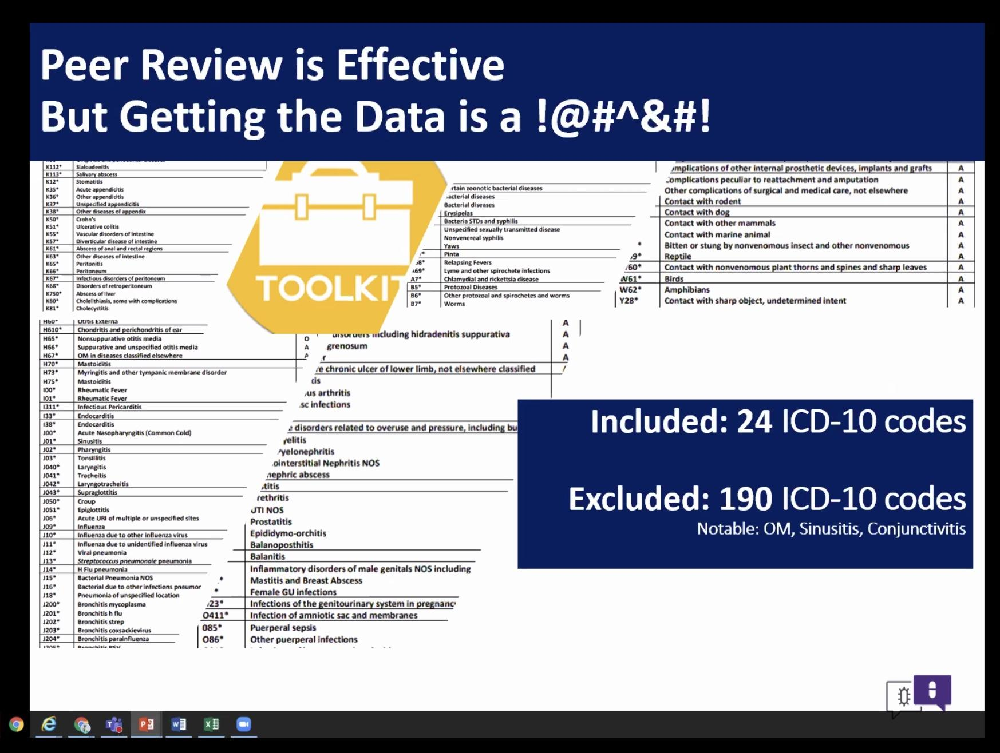 Peer Review is Effective
But Getting the Data is a !@#^&#!
K112* Sialoadenitis
K113* Salivary abscess
K12* Stomatitis
K35* Acute appendicitis
K36* Other appendicitis
K37* Unspecified appendicitis
K38* Other diseases of appendix
K50* Crohn's
K51* Ulcerative colitis
K55* Vascular disorders of intestine
K57* Diverticular disease of intestine
K61* Abscess of anal and rectal regions
K63* Other diseases of intestine
K65* Peritonitis
K66* Peritoneum
K67* Infectious disorders of peritoneum
K68* Disorders of retroperitoneum
K750* Abscess of liver
K80* Cholelithiasis, some with complications
K81* Cholecystitis
TOOLKIT
rtain zoonotic bacterial diseases
acterial diseases
Bacterial diseases
Erysipelas
Bacteria STDs and syphilis
Unspecified sexually transmitted disease
Nonvenereal syphilis
Yaws
* Pinta
8* Relapsing Fevers
A69* Lyme and other spirochete infections
A7* Chlamydial and rickettsia disease
B5* Protozoal Diseases
B6* Other protozoal and spirochetes and worms
B7* Worms
omplications of other internal prosthetic devices, implants and grafts A
omplications peculiar to reattachment and amputation A
Other complications of surgical and medical care, not elsewhere A
Contact with rodent A
Contact with dog A
Contact with other mammals A
Contact with marine animal A
* Bitten or stung by nonvenomous insect and other nonvenomous A
9* Reptile A
60* Contact with nonvenomous plant thorns and spines and sharp leaves A
W61* Birds A
W62* Amphibians A
Y28* Contact with sharp object, undetermined intent A
H60* Otitis Externa
H610* Chondritis and perichondritis of ear
H65* Nonsuppurative otitis media O
H66* Suppurative and unspecified otitis media A
H67* OM in diseases classified elsewhere A
H70* Mastoiditis
H73* Myringitis and other tympanic membrane disorder
H75* Mastoiditis
I00* Rheumatic Fever
I01* Rheumatic Fever
I311* Infectious Pericarditis
I33* Endocarditis
I38* Endocarditis
J00* Acute Nasopharyngitis (Common Cold)
J01* Sinusitis
J02* Pharyngitis
J03* Tonsillitis
J040* Laryngitis
J041* Tracheitis
J042* Laryngotracheitis
J043* Supraglottitis
J050* Croup
J051* Epiglottitis
J06* Acute URI of multiple or unspecified sites
J09* Influenza
J10* Influenza due to other influenza virus
J11* Influenza due to unidentified influenza virus
J12* Viral pneumonia
J13* Streptococcus pneumonaie pneumonia
J14* H Flu pneumonia
J15* Bacterial Pneumonia NOS
J16* Bacterial due to other infections pneumor
J18* Pneumonia of unspecified location
J200* Bronchitis mycoplasma
J201* Bronchitis h flu
J202* Bronchitis strep
J203* Bronchitis coxsackievirus
J204* Bronchitis parainfluenza
J205* Bronchitis RSV
A
disorders including hidradenitis suppurativa A
grenosum A
r A
e chronic ulcer of lower limb, not elsewhere classified
tis
us arthritis
sc infections
e disorders related to overuse and pressure, including bu
yelitis
yelonephritis
ointerstitial Nephritis NOS
nephric abscess
titis
rethritis
UTI NOS
Prostatitis
Epididymo-orchitis
Balanoposthitis
Balanitis
Inflammatory disorders of male genitals NOS including
* Mastitis and Breast Abscess
* Female GU infections
23* Infections of the genitourinary system in pregnanc
O411* Infection of amniotic sac and membranes
085* Puerperal sepsis
O86* Other puerperal infections
Included: 24 ICD-10 codes
Excluded: 190 ICD-10 codes
Notable: OM, Sinusitis, Conjunctivitis